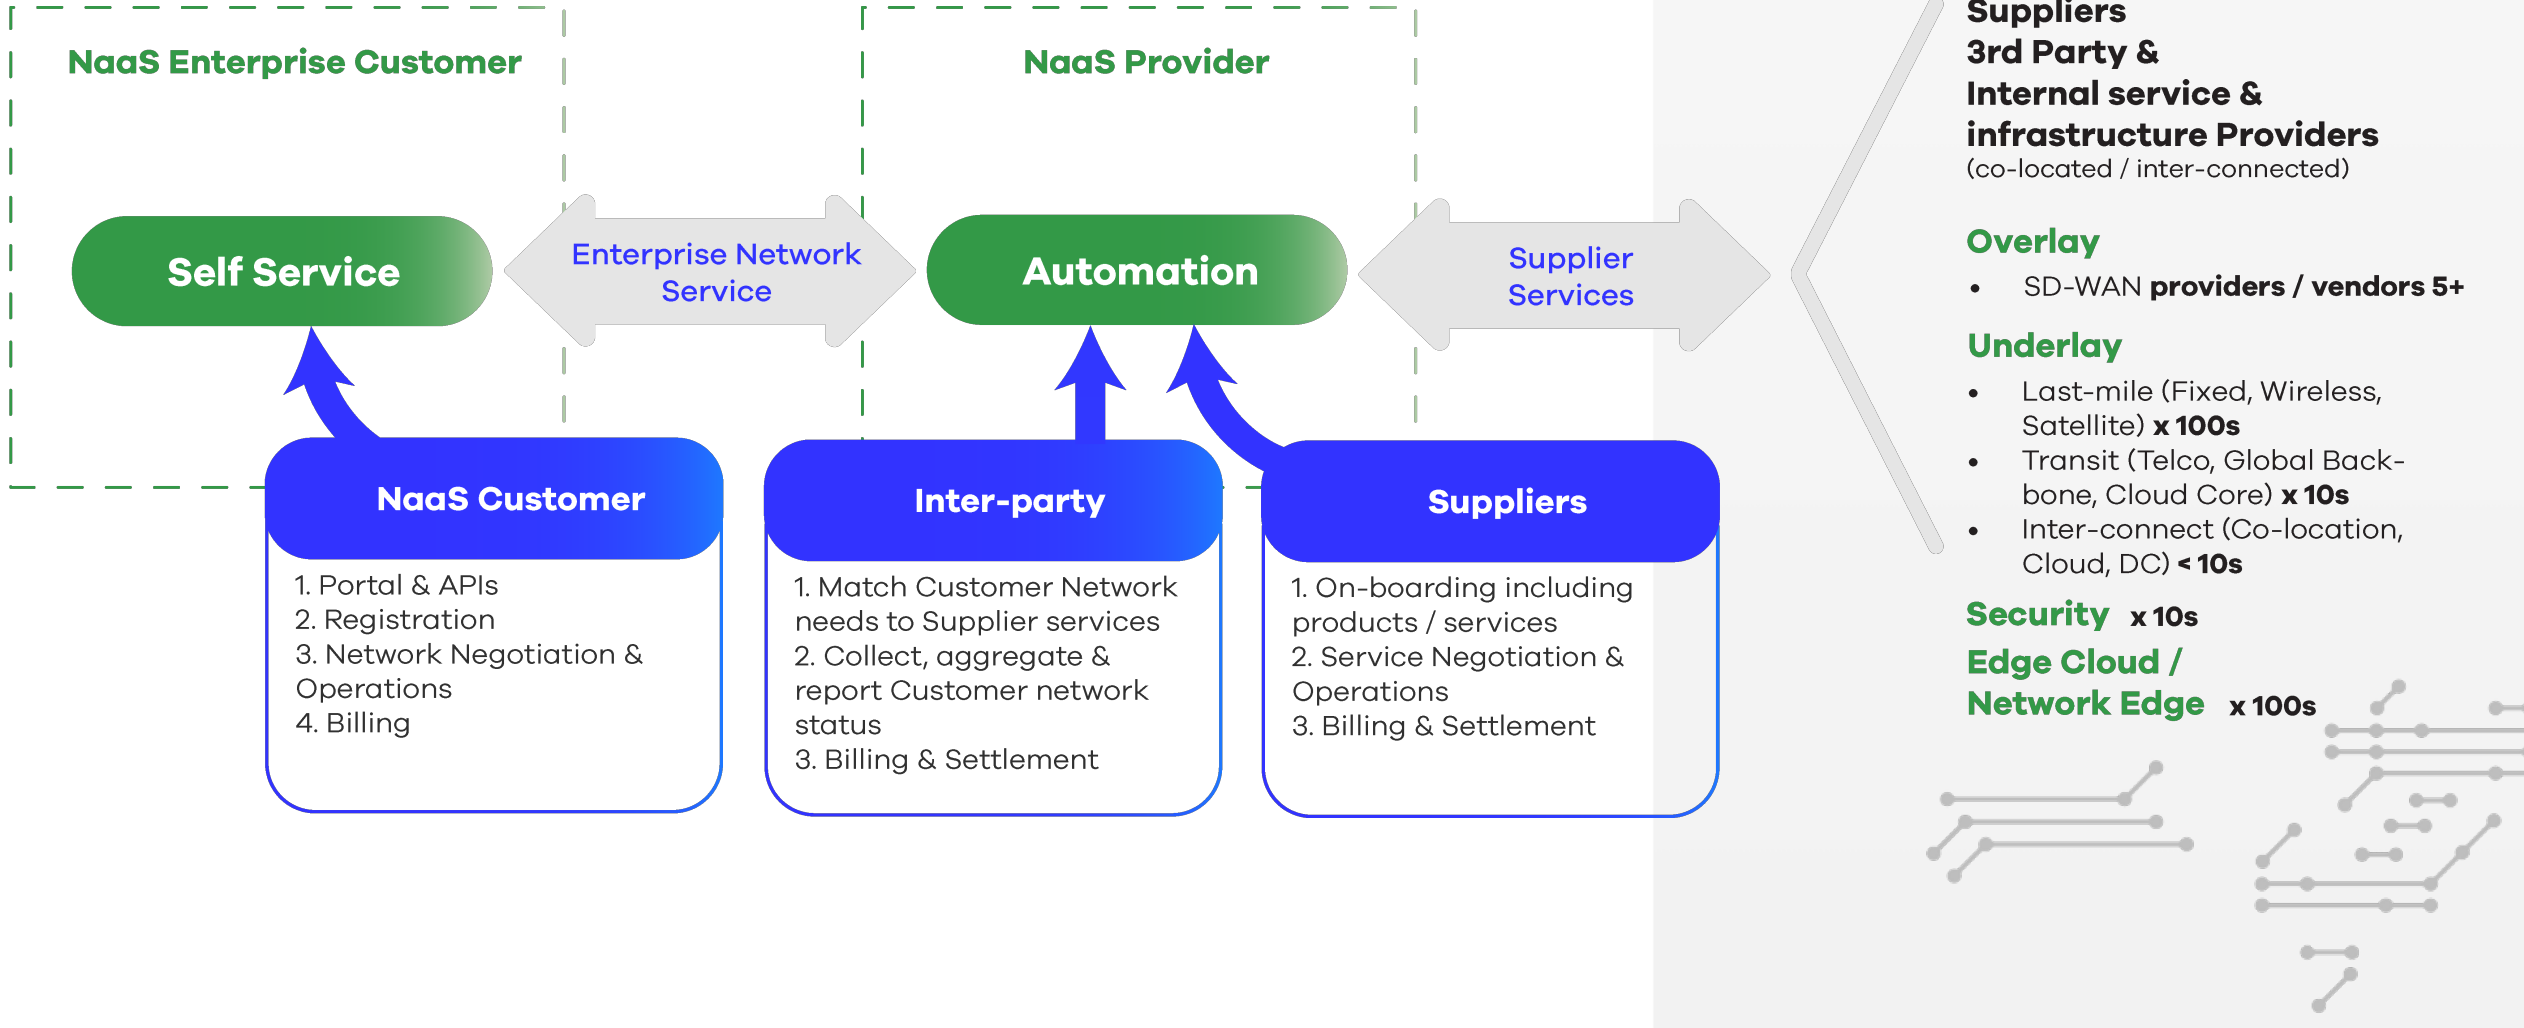 NaaS Enterprise Customer
NaaS Provider
Self Service
Enterprise Network
Service
Automation
Supplier
Services
NaaS Customer
1. Portal & APIs
2. Registration
3. Network Negotiation &
Operations
4. Billing
Inter-party
1. Match Customer Network
needs to Supplier services
2. Collect, aggregate &
report Customer network
status
3. Billing & Settlement
Suppliers
1. On-boarding including
products / services
2. Service Negotiation &
Operations
3. Billing & Settlement
Suppliers
3rd Party &
Internal service &
infrastructure Providers
(co-located / inter-connected)
Overlay
• SD-WAN providers / vendors 5+
Underlay
• Last-mile (Fixed, Wireless,
Satellite) x 100s
• Transit (Telco, Global Back-
bone, Cloud Core) x 10s
• Inter-connect (Co-location,
Cloud, DC) < 10s
Security x 10s
Edge Cloud /
Network Edge x 100s